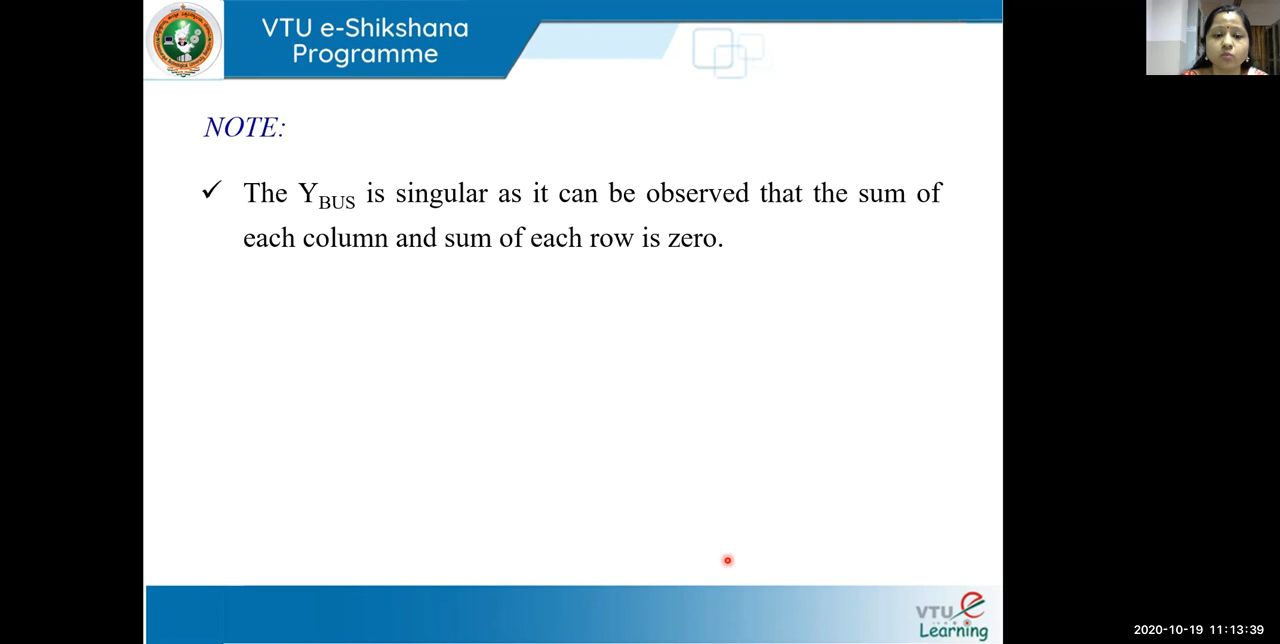 VTU e-Shikshana
Programme
NOTE:
✓ The Y_BUS is singular as it can be observed that the sum of
each column and sum of each row is zero.
VTU e
Learning
2020-10-19 11:13:39